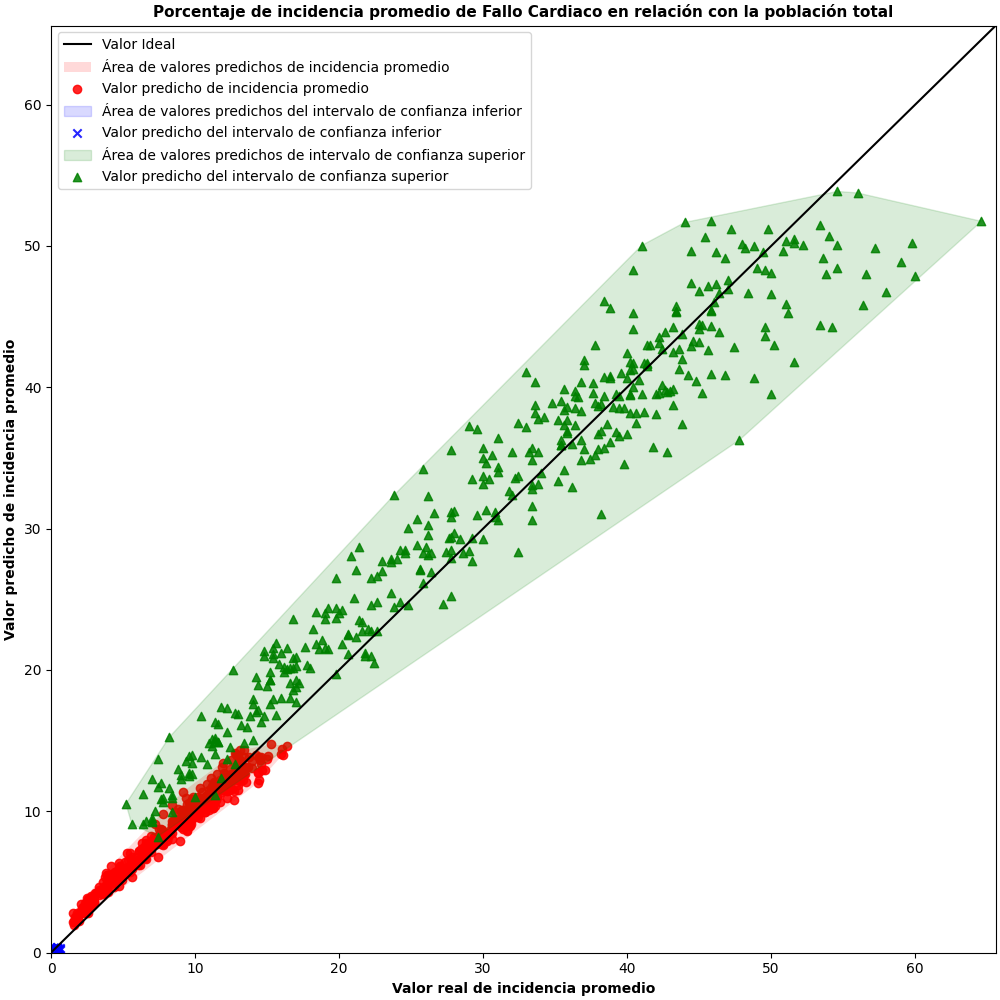 Porcentaje de incidencia promedio de Fallo Cardiaco en relación con la población total
Valor Ideal
Área de valores predichos de incidencia promedio
Valor predicho de incidencia promedio
Área de valores predichos del intervalo de confianza inferior
Valor predicho del intervalo de confianza inferior
Área de valores predichos de intervalo de confianza superior
Valor predicho del intervalo de confianza superior
Valor predicho de incidencia promedio
60
50
40
30
20
10
0
0 10 20 30 40 50 60
Valor real de incidencia promedio